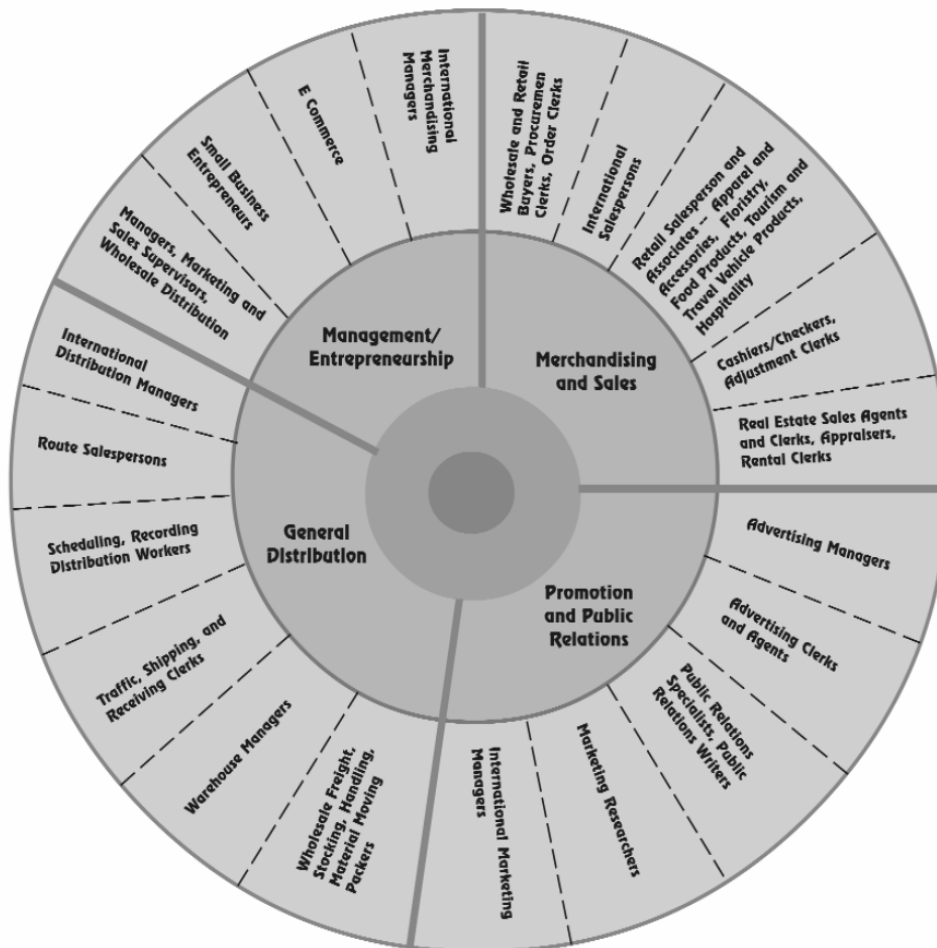 International
Merchandising
Managers
E Commerce
Small Business
Entrepreneurs
Managers, Marketing and
Sales Supervisors,
Wholesale Distribution
Management/
Entrepreneurship
Wholesale and Retail
Buyers, Procuremen
Clerks, Order Clerks
International
Salespersons
Retail Salesperson and
Associates -- Apparel and
Accessories, Floristry,
Food Products, Tourism and
Travel Vehicle Products,
Hospitality
Cashiers/Checkers,
Adjustment Clerks
Real Estate Sales Agents
and Clerks, Appraisers,
Rental Clerks
Merchandising
and Sales
Advertising Managers
Advertising Clerks
and Agents
Public Relations
Specialists, Public
Relations Writers
Marketing Researchers
International Marketing
Managers
Promotion
and Public
Relations
International
Distribution Managers
Route Salespersons
Scheduling, Recording
Distribution Workers
Traffic, Shipping, and
Receiving Clerks
Warehouse Managers
Wholesale Freight,
Stocking, Handling,
Material Moving
Packers
General
Distribution